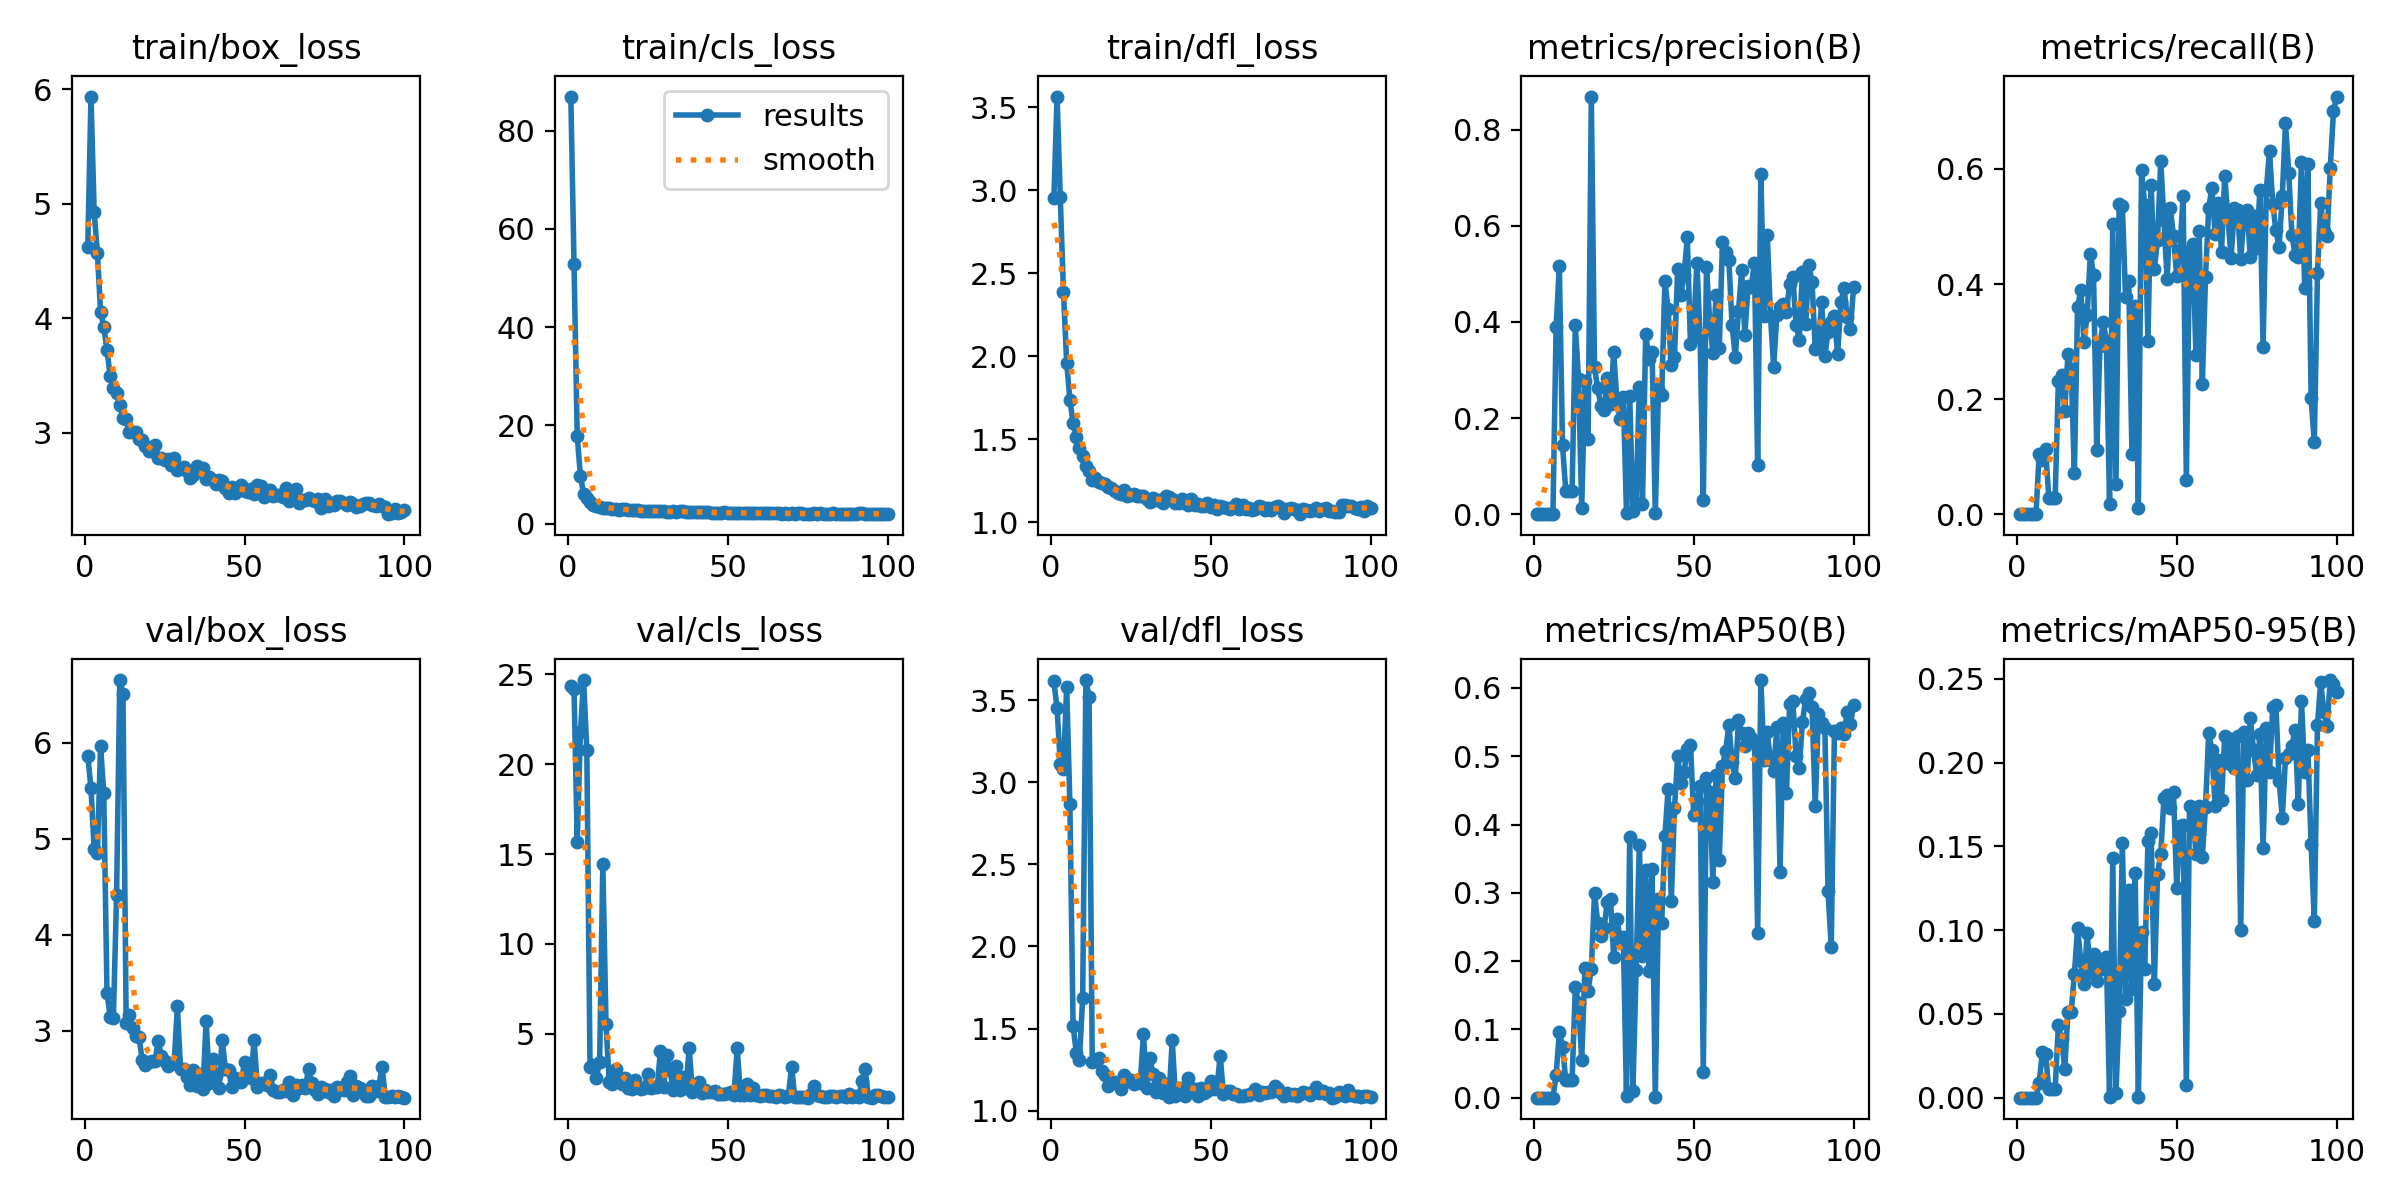 train/box_loss
6
5
4
3
0 50 100
train/cls_loss
results
smooth
80
60
40
20
0
0 50 100
train/dfl_loss
3.5
3.0
2.5
2.0
1.5
1.0
0 50 100
metrics/precision(B)
0.8
0.6
0.4
0.2
0.0
0 50 100
metrics/recall(B)
0.6
0.4
0.2
0.0
0 50 100
val/box_loss
6
5
4
3
0 50 100
val/cls_loss
25
20
15
10
5
0 50 100
val/dfl_loss
3.5
3.0
2.5
2.0
1.5
1.0
0 50 100
metrics/mAP50(B)
0.6
0.5
0.4
0.3
0.2
0.1
0.0
0 50 100
metrics/mAP50-95(B)
0.25
0.20
0.15
0.10
0.05
0.00
0 50 100